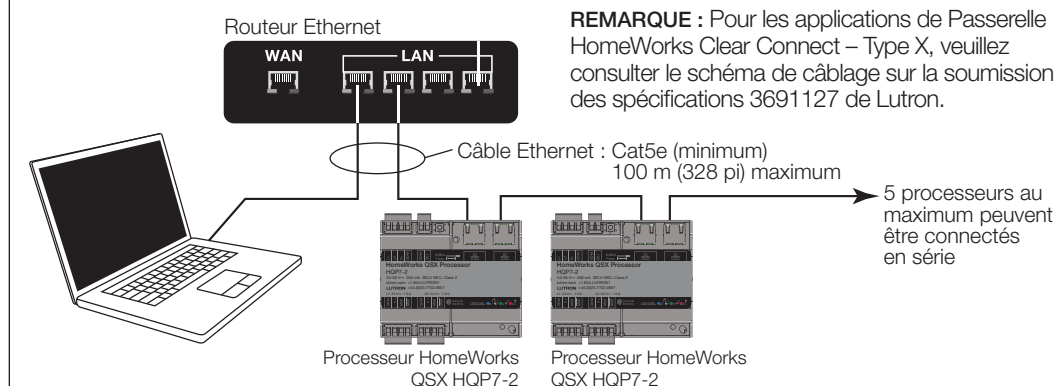 Routeur Ethernet
WAN
LAN
REMARQUE : Pour les applications de Passerelle
HomeWorks Clear Connect – Type X, veuillez
consulter le schéma de câblage sur la soumission
des spécifications 3691127 de Lutron.
Câble Ethernet : Cat5e (minimum)
100 m (328 pi) maximum
5 processeurs au
maximum peuvent
être connectés
en série
HomeWorks QSX Processor
HQP7-2
LUTRON
HomeWorks QSX Processor
HQP7-2
LUTRON
Processeur HomeWorks
QSX HQP7-2
Processeur HomeWorks
QSX HQP7-2